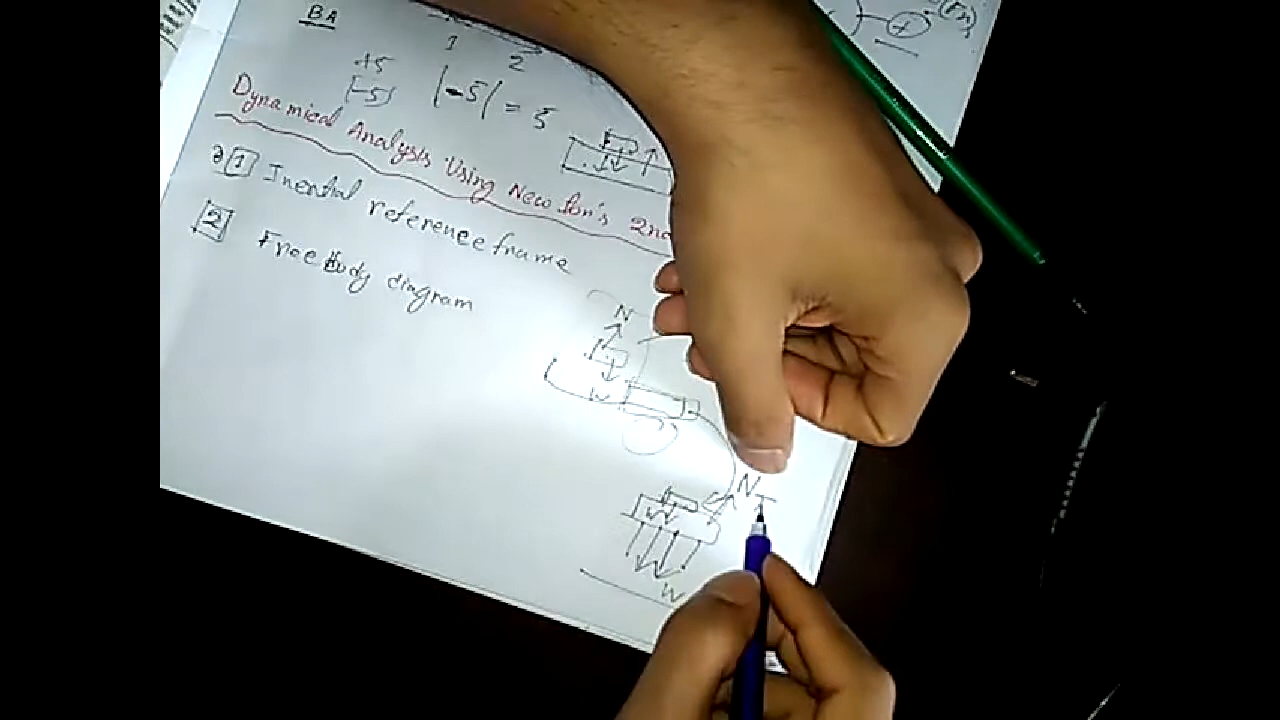 BA
1
2
+5
|-5|
|-5| = 5
Dynamical Analysis Using Newton's 2nd
1 Inertial reference frame
2 Free Body diagram
N
W
N
T
W
W